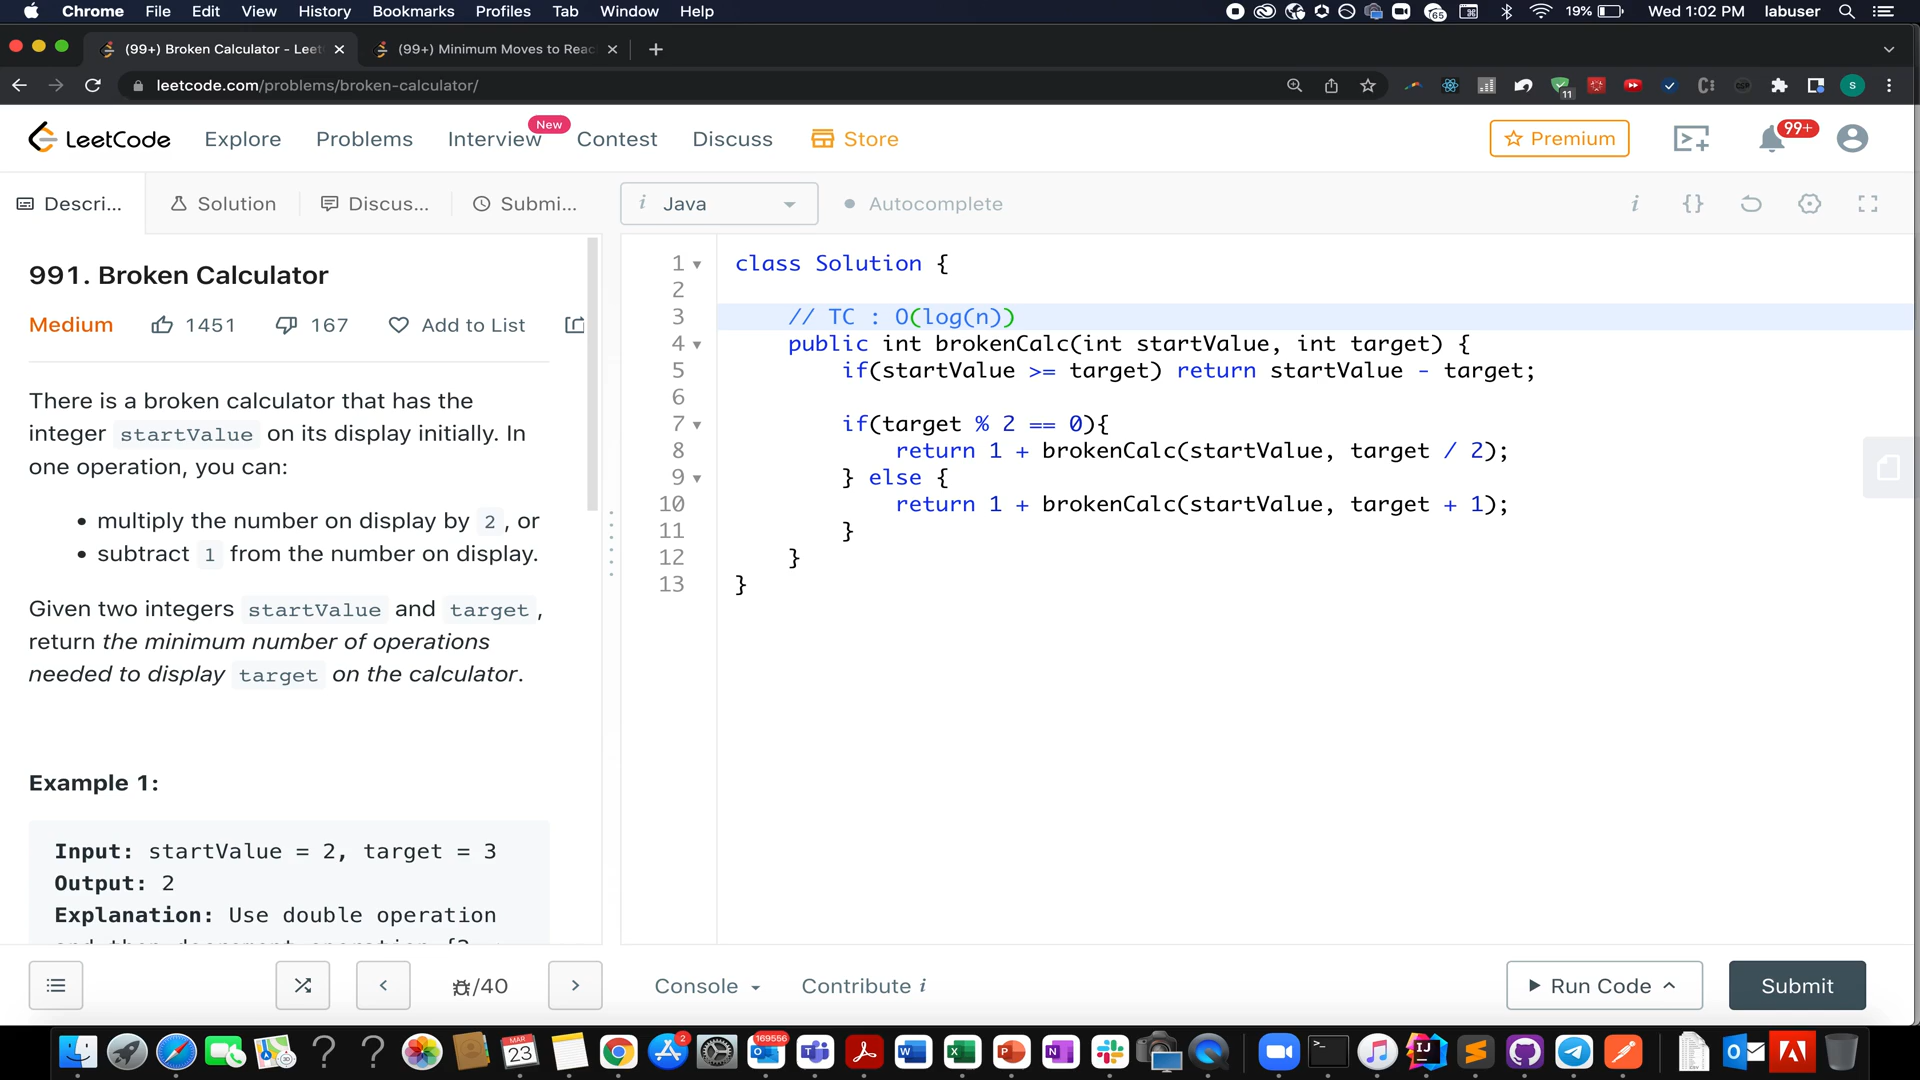 Chrome File Edit View History Bookmarks Profiles Tab Window Help 65 19% Wed 1:02 PM labuser
(99+) Broken Calculator - Leet (99+) Minimum Moves to Reac
leetcode.com/problems/broken-calculator/ 11 S
LeetCode Explore Problems Interview New Contest Discuss Store Premium 99+
Descri... Solution Discus... Submi... i Java Autocomplete i {}
991. Broken Calculator
Medium 1451 167 Add to List
There is a broken calculator that has the
integer startValue on its display initially. In
one operation, you can:
• multiply the number on display by 2 , or
• subtract 1 from the number on display.
Given two integers startValue and target ,
return the minimum number of operations
needed to display target on the calculator.
Example 1:
Input: startValue = 2, target = 3
Output: 2
Explanation: Use double operation
1 class Solution {
2
3 // TC : O(log(n))
4 public int brokenCalc(int startValue, int target) {
5 if(startValue >= target) return startValue - target;
6
7 if(target % 2 == 0){
8 return 1 + brokenCalc(startValue, target / 2);
9 } else {
10 return 1 + brokenCalc(startValue, target + 1);
11 }
12 }
13 }
/40 Console Contribute i Run Code Submit
MAR 23 2 169556